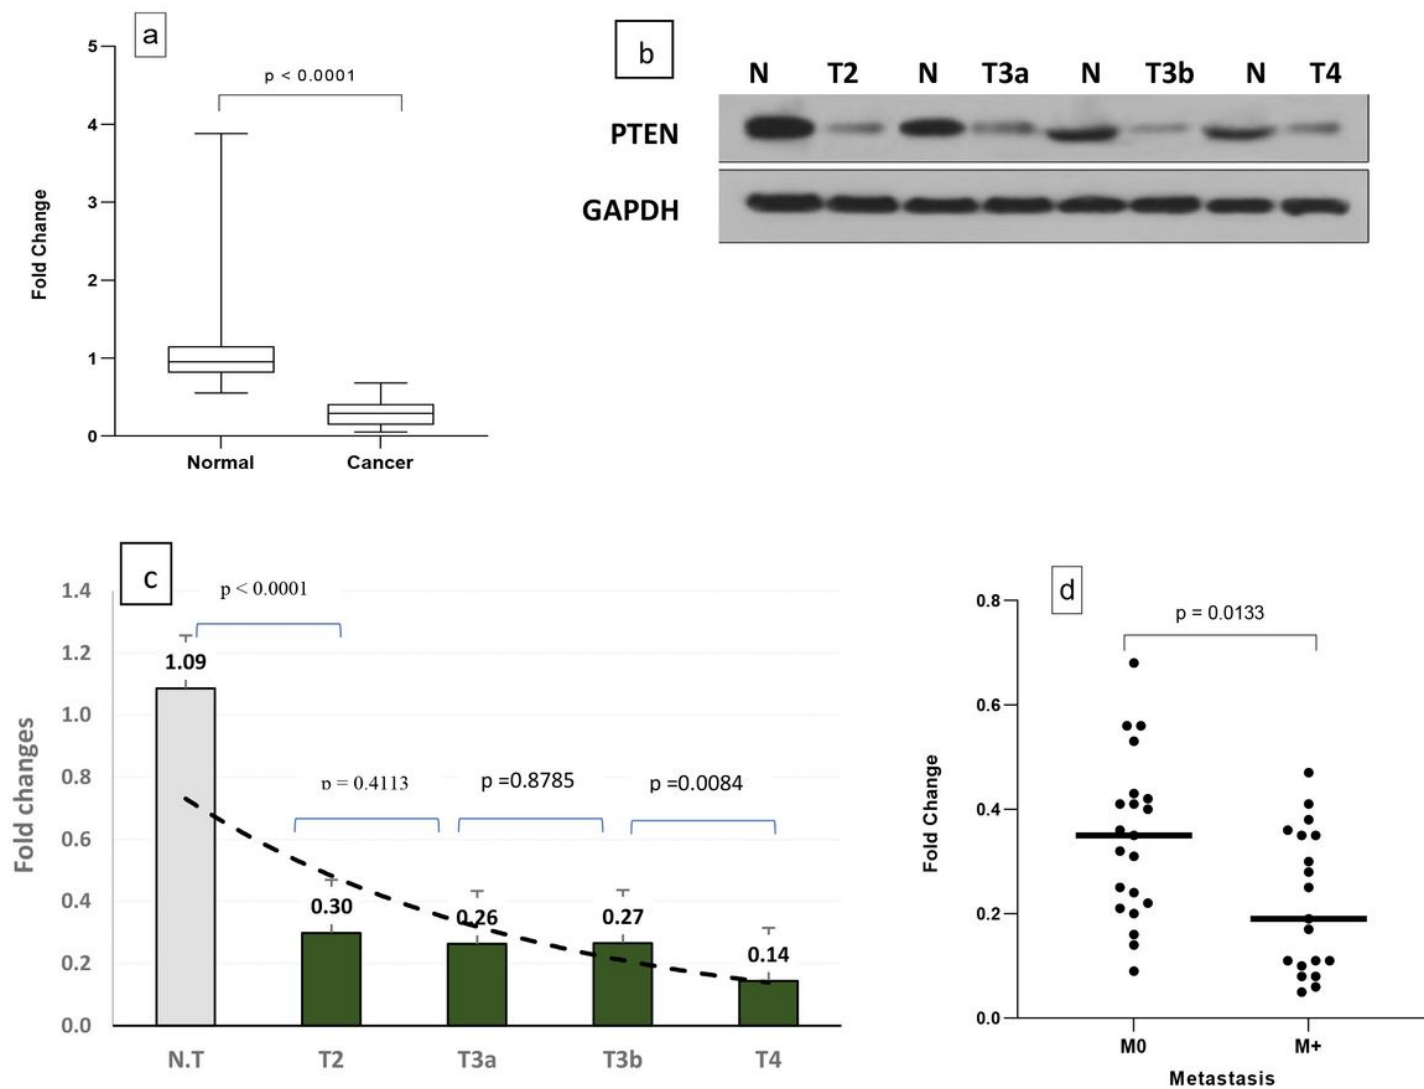 a
p < 0.0001
5
4
3
2
1
0
Fold Change
Normal Cancer
b
N T2 N T3a N T3b N T4
PTEN
GAPDH
c
p < 0.0001
1.4
1.2
1.0
0.8
0.6
0.4
0.2
0.0
Fold changes
1.09
p = 0.4113
p =0.8785
p =0.0084
0.30
0.26
0.27
0.14
N.T T2 T3a T3b T4
d
p = 0.0133
0.8
0.6
0.4
0.2
0.0
Fold Change
M0 M+
Metastasis